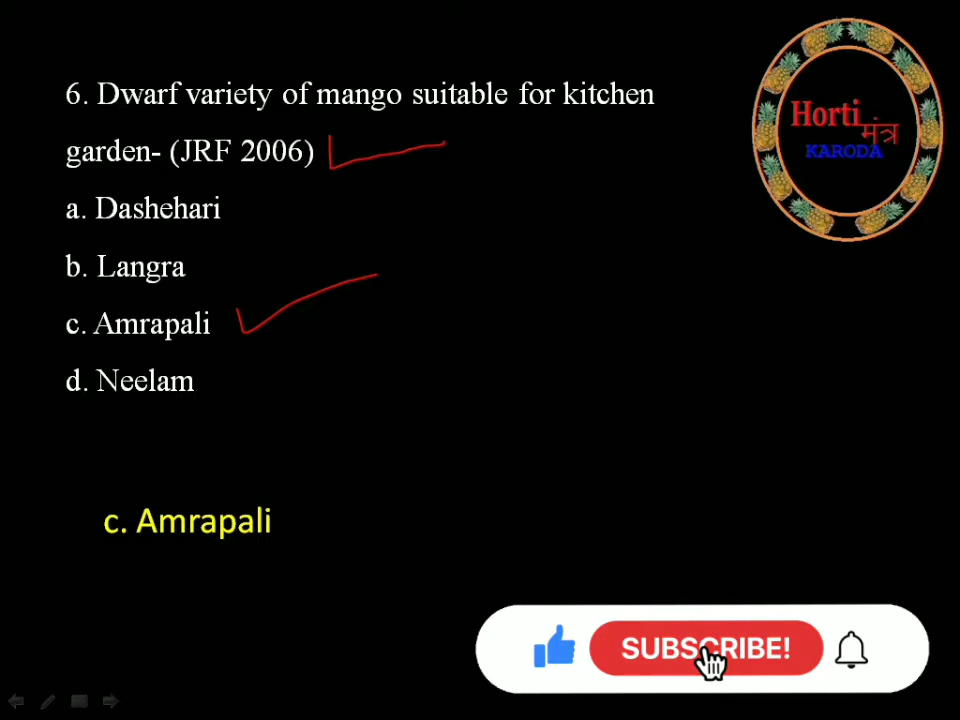 6. Dwarf variety of mango suitable for kitchen
garden- (JRF 2006)
a. Dashehari
b. Langra
c. Amrapali
d. Neelam
c. Amrapali
Horti
मंत्र
KARODA
SUBSCRIBE!